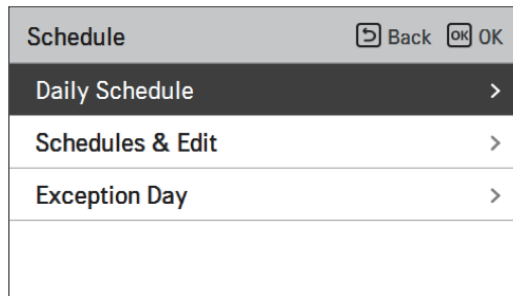 Schedule Back OK OK
Daily Schedule >
Schedules & Edit >
Exception Day >